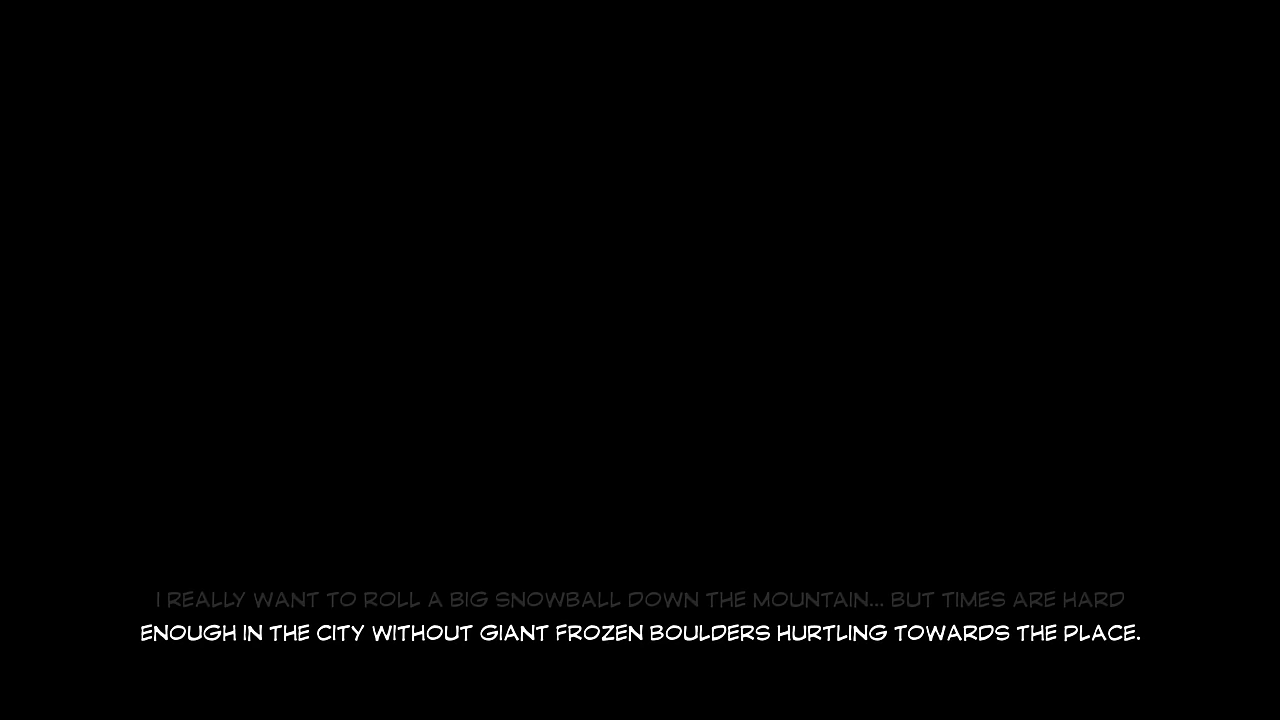 I REALLY WANT TO ROLL A BIG SNOWBALL DOWN THE MOUNTAIN... BUT TIMES ARE HARD
ENOUGH IN THE CITY WITHOUT GIANT FROZEN BOULDERS HURTLING TOWARDS THE PLACE.